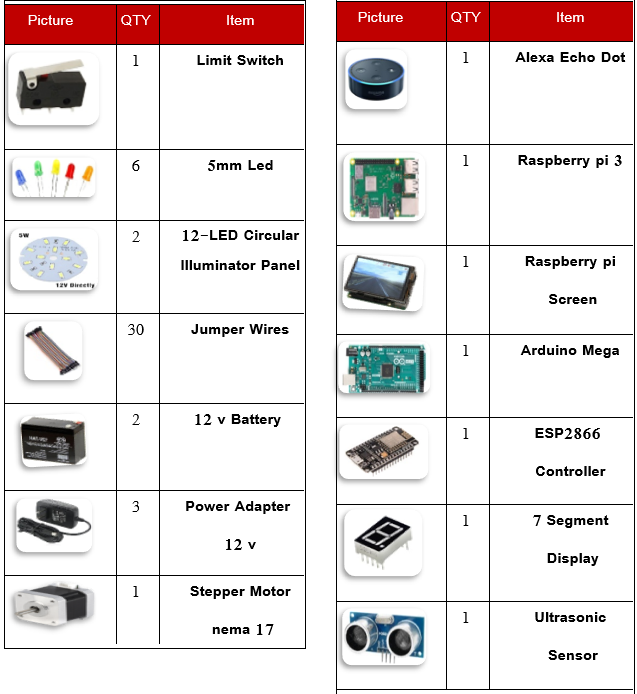 Picture QTY Item
1 Limit Switch
6 5mm Led
5W
12V Directly
2 12-LED Circular
Illuminator Panel
30 Jumper Wires
2 12 v Battery
3 Power Adapter
12 v
1 Stepper Motor
nema 17
Picture QTY Item
1 Alexa Echo Dot
1 Raspberry pi 3
1 Raspberry pi
Screen
1 Arduino Mega
1 ESP2866
Controller
1 7 Segment
Display
1 Ultrasonic
Sensor